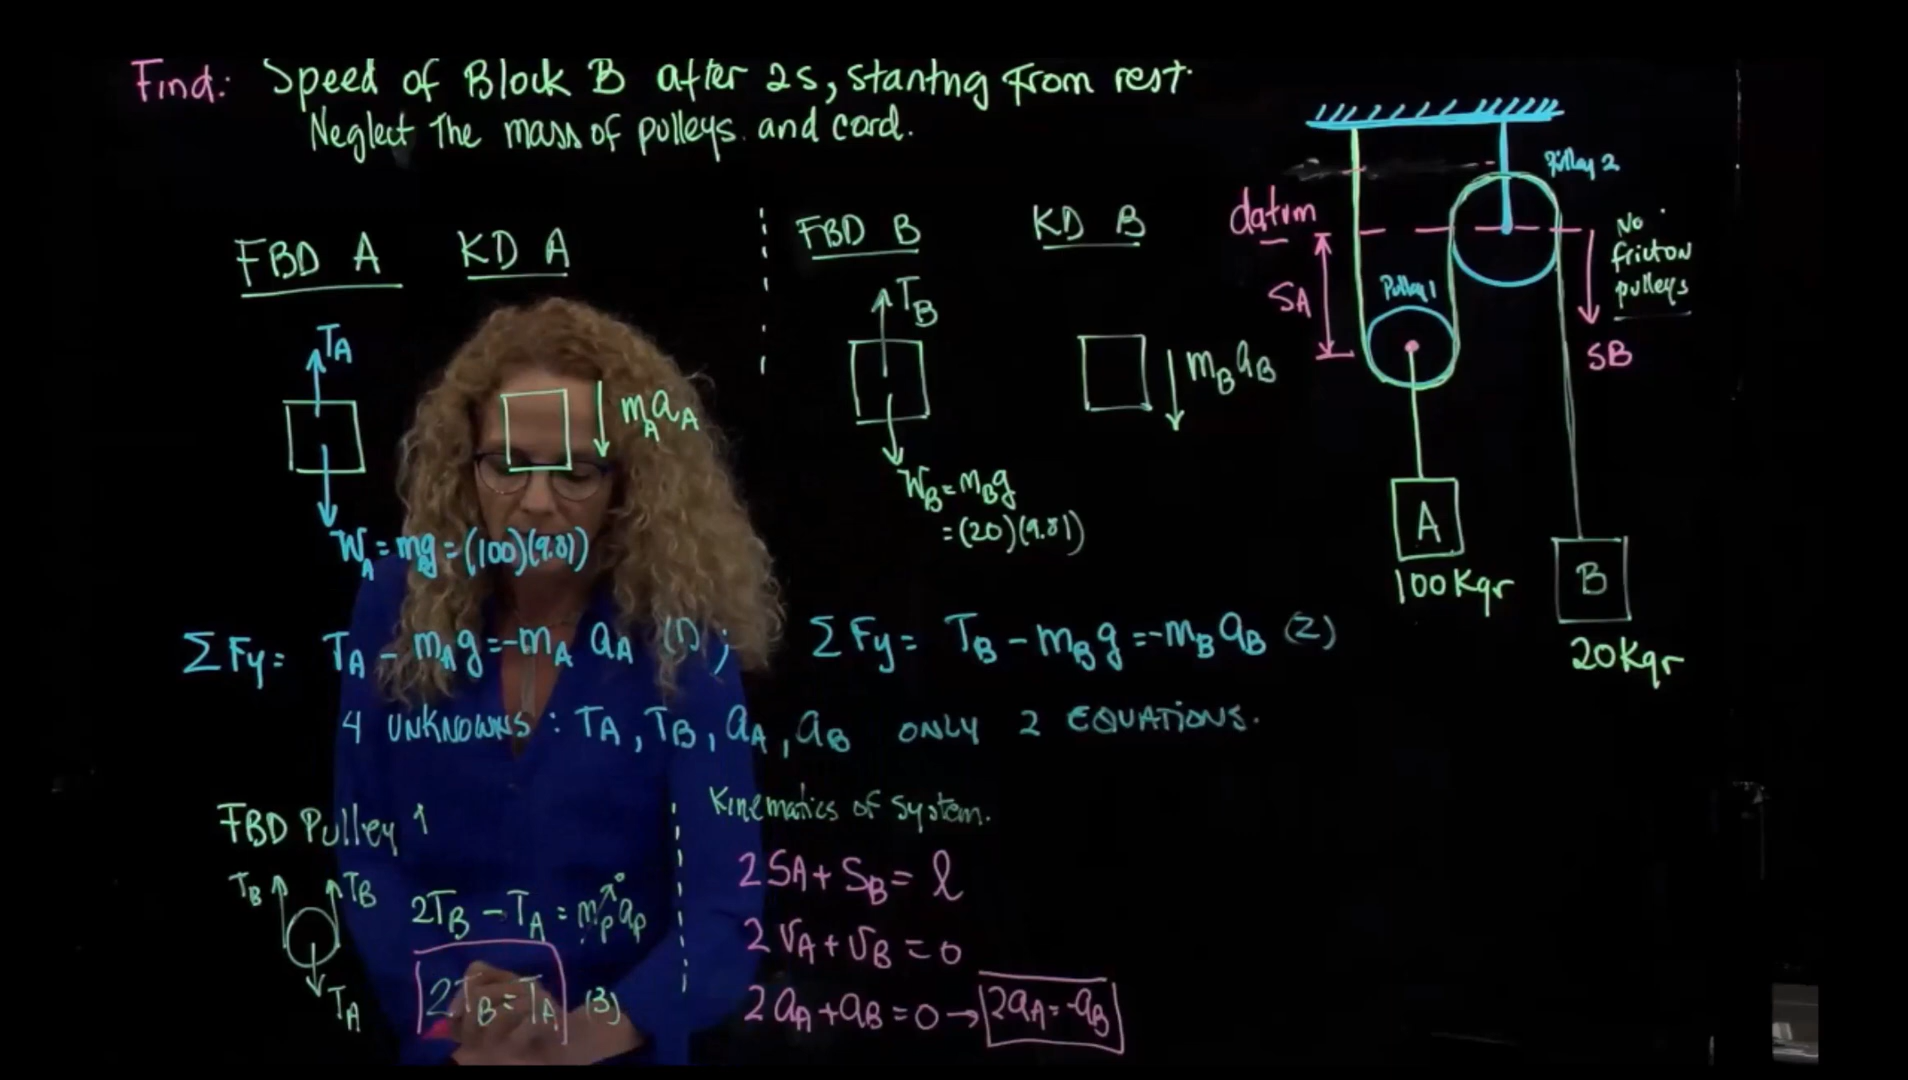 Find: Speed of Block B after 2s, starting from rest.
Neglect The mass of pulleys and cord.
FBD A
KD A
FBD B
KD B
TA
mAaA
WA = mg = (100)(9.81)
TB
WB = mBg
= (20)(9.81)
mBaB
datum
SA
SB
Pulley 1
Pulley 2
No
friction
pulleys
A
100Kgr
B
20Kgr
ΣFy = TA - mAg = -mA aA (1) ;
ΣFy = TB - mBg = -mB aB (2)
4 UNKNOWNS : TA, TB, aA, aB ONLY 2 EQUATIONS.
FBD Pulley 1
TB
TB
TA
2TB - TA = mp ap 0
2TB = TA (3)
Kinematics of system.
2SA + SB = l
2VA + VB = 0
2aA + aB = 0 → 2aA = -aB